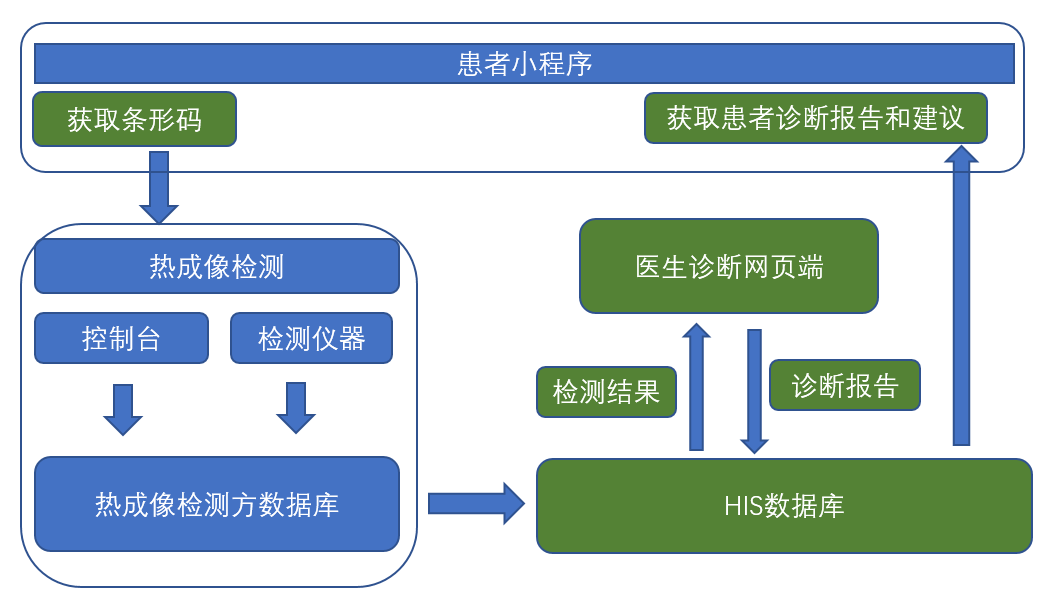 患者小程序
获取条形码
获取患者诊断报告和建议
热成像检测
医生诊断网页端
控制台
检测仪器
检测结果
诊断报告
热成像检测方数据库
HIS数据库